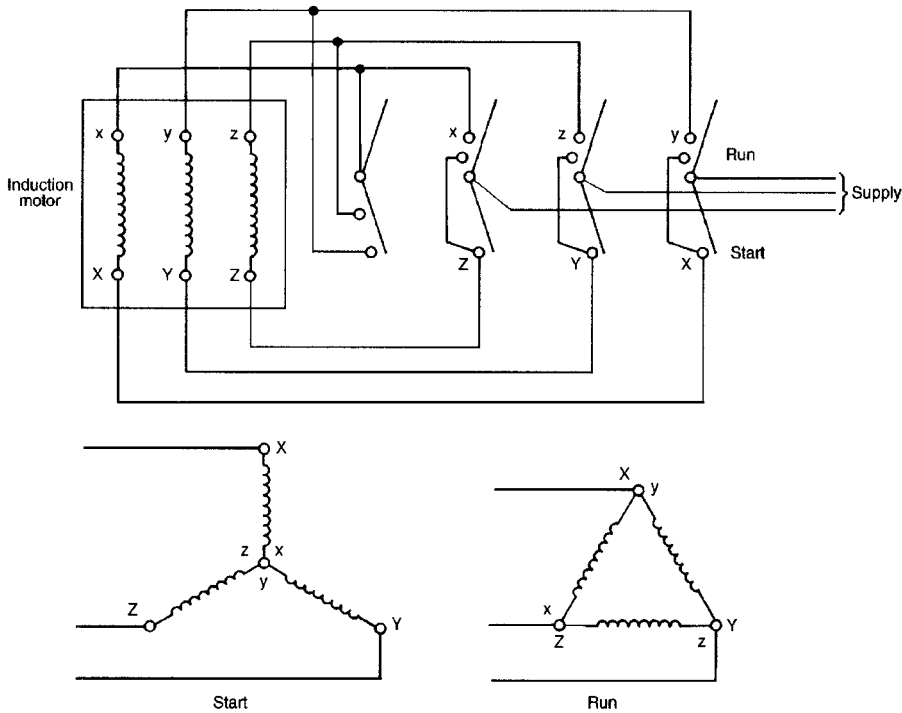 x y z
x z y
Run
Induction
motor
Supply
X Y Z
Z Y X
Start
X
z x
y
Z
Y
Start
X y
x
Z
z
Y
Run